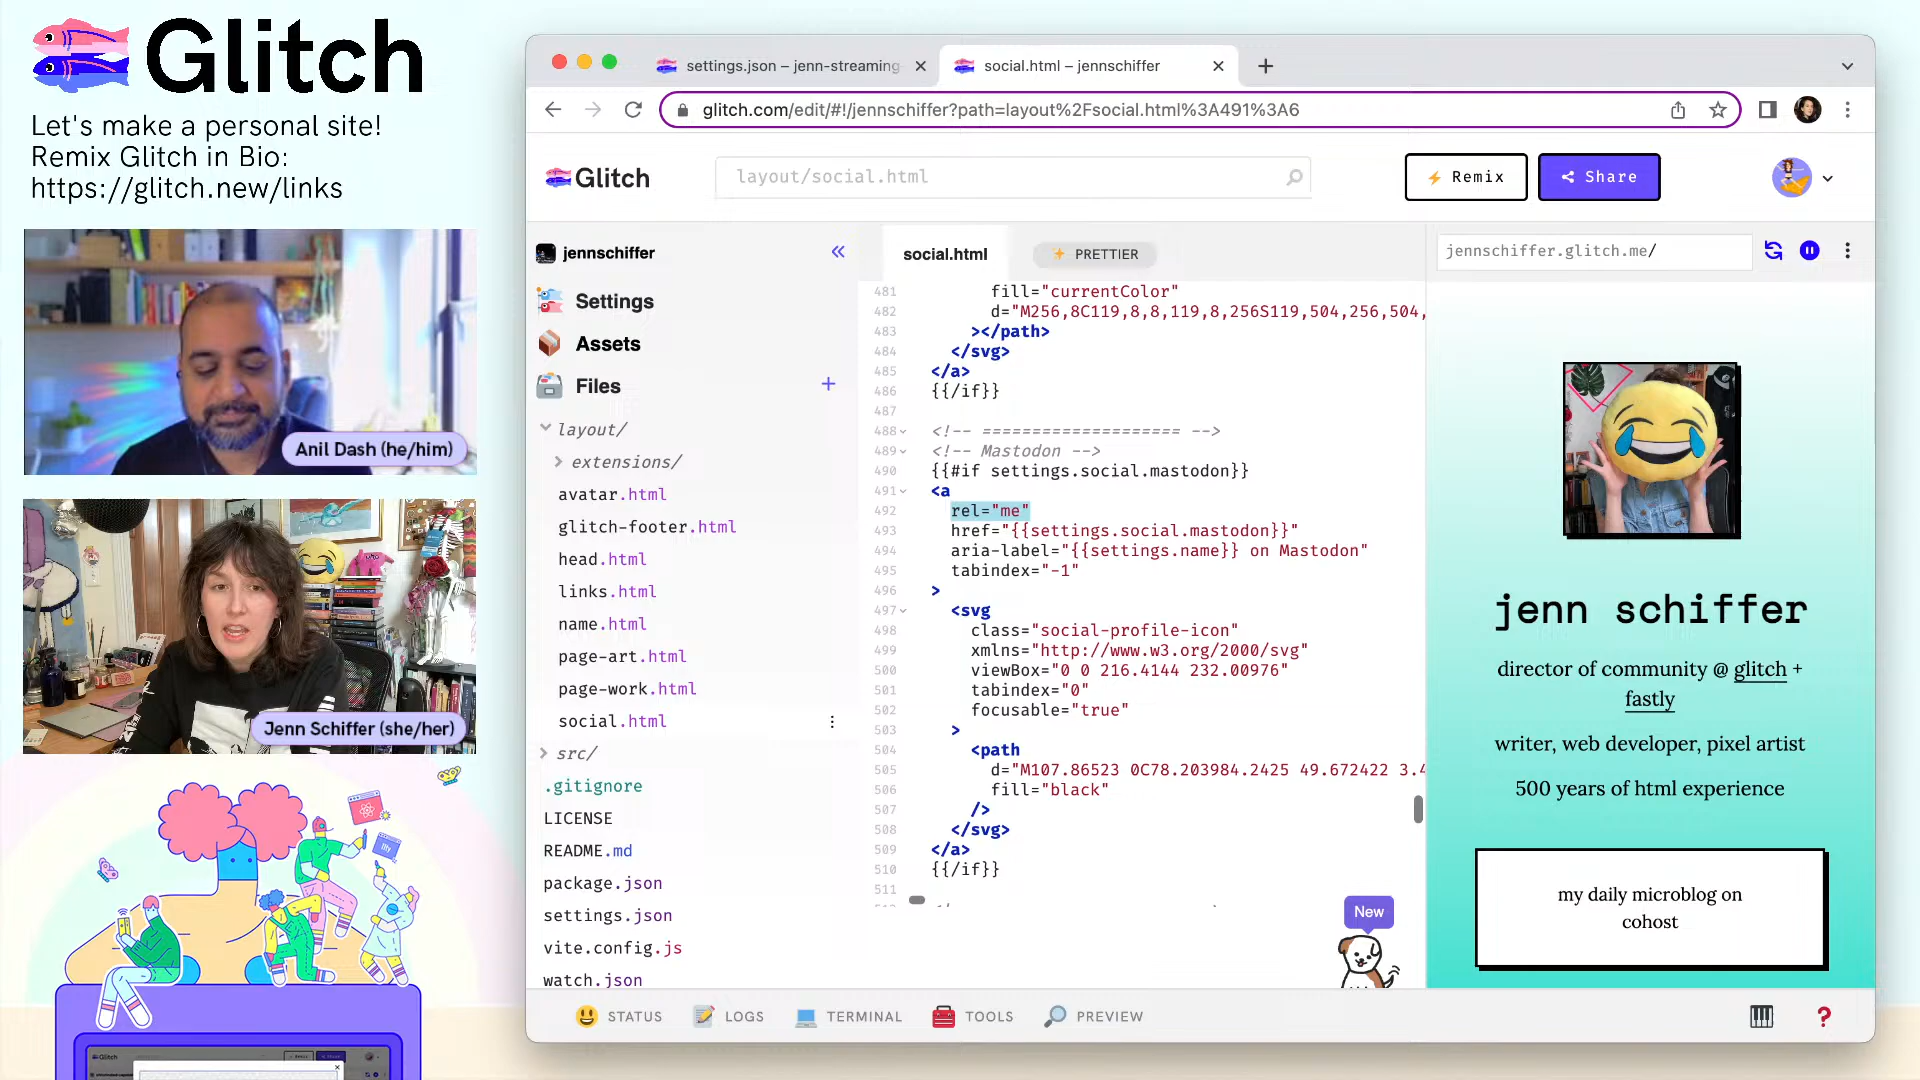 Glitch
Let's make a personal site!
Remix Glitch in Bio:
https://glitch.new/links
Anil Dash (he/him)
Jenn Schiffer (she/her)
settings.json – jenn-streaming-
social.html – jennschiffer
glitch.com/edit/#!/jennschiffer?path=layout%2Fsocial.html%3A491%3A6
Glitch
layout/social.html
Remix
Share
jennschiffer
Settings
Assets
Files
layout/
extensions/
avatar.html
glitch-footer.html
head.html
links.html
name.html
page-art.html
page-work.html
social.html
src/
.gitignore
LICENSE
README.md
package.json
settings.json
vite.config.js
watch.json
social.html
PRETTIER
481 fill="currentColor"
482 d="M256,8C119,8,8,119,8,256S119,504,256,504,
483 ></path>
484 </svg>
485 </a>
486 {{/if}}
487
488 <!-- ==================== -->
489 <!-- Mastodon -->
490 {{#if settings.social.mastodon}}
491 <a
492 rel="me"
493 href="{{settings.social.mastodon}}"
494 aria-label="{{settings.name}} on Mastodon"
495 tabindex="-1"
496 >
497 <svg
498 class="social-profile-icon"
499 xmlns="http://www.w3.org/2000/svg"
500 viewBox="0 0 216.4144 232.00976"
501 tabindex="0"
502 focusable="true"
503 >
504 <path
505 d="M107.86523 0C78.203984.2425 49.672422 3.4
506 fill="black"
507 />
508 </svg>
509 </a>
510 {{/if}}
511
New
jennschiffer.glitch.me/
jenn schiffer
director of community @ glitch +
fastly
writer, web developer, pixel artist
500 years of html experience
my daily microblog on
cohost
STATUS
LOGS
TERMINAL
TOOLS
PREVIEW
?